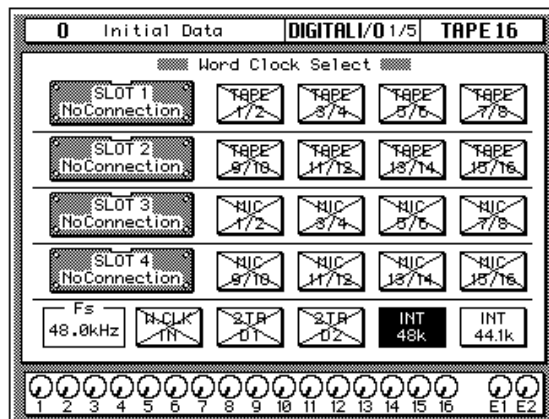 0 Initial Data DIGITAL I/O 1/5 TAPE 16
Word Clock Select
SLOT 1
NoConnection
TAPE 1/2
TAPE 3/4
TAPE 5/6
TAPE 7/8
SLOT 2
NoConnection
TAPE 9/10
TAPE 11/12
TAPE 13/14
TAPE 15/16
SLOT 3
NoConnection
MIC 1/2
MIC 3/4
MIC 5/6
MIC 7/8
SLOT 4
NoConnection
MIC 9/10
MIC 11/12
MIC 13/14
MIC 15/16
Fs
48.0kHz
W.CLK IN
2TR D1
2TR D2
INT 48k
INT 44.1k
1 2 3 4 5 6 7 8 9 10 11 12 13 14 15 16 E1 E2